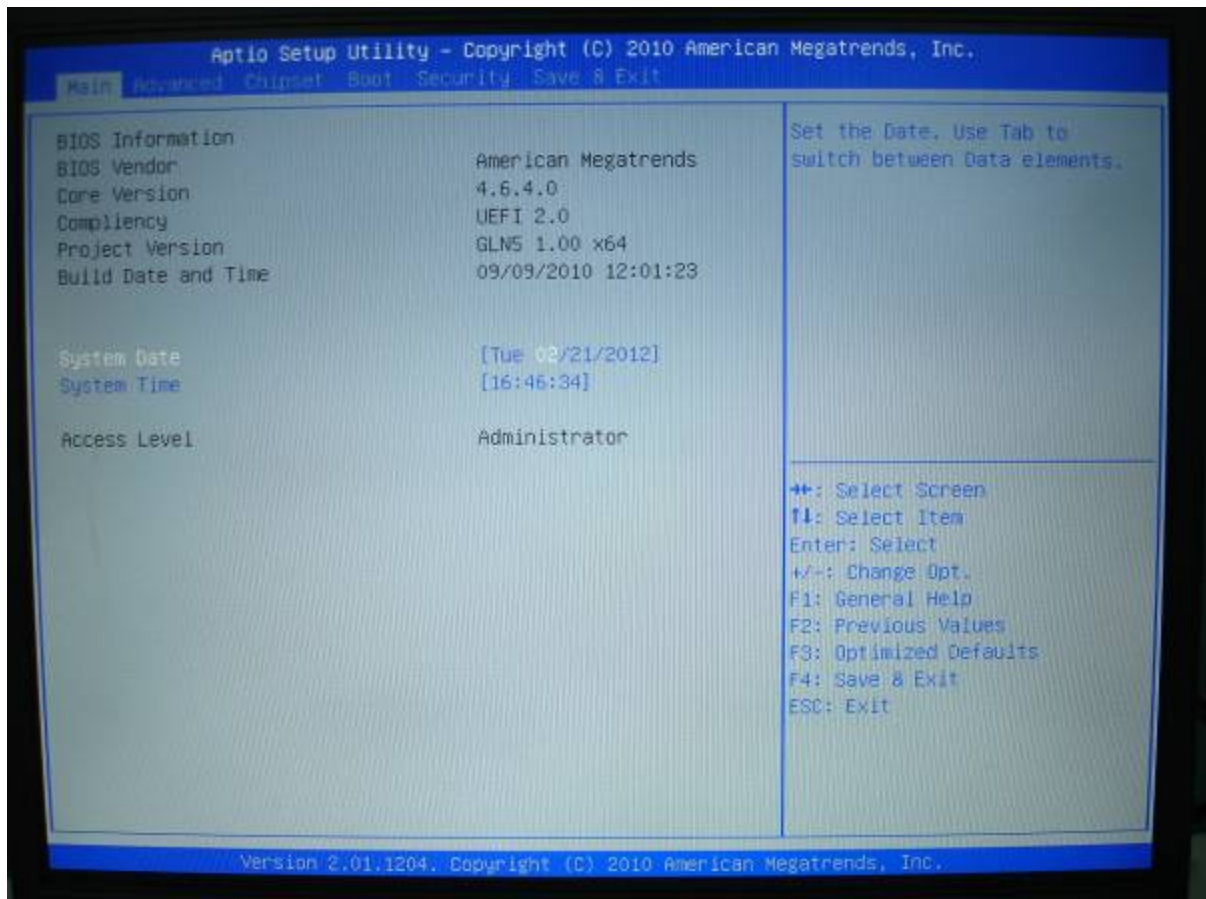 Aptio Setup Utility - Copyright (C) 2010 American Megatrends, Inc.
Main Advanced Chipset Boot Security Save & Exit
BIOS Information
BIOS Vendor American Megatrends
Core Version 4.6.4.0
Compliency UEFI 2.0
Project Version GLN5 1.00 x64
Build Date and Time 09/09/2010 12:01:23
System Date [Tue 02/21/2012]
System Time [16:46:34]
Access Level Administrator
Set the Date. Use Tab to
switch between Data elements.
→←: Select Screen
↑↓: Select Item
Enter: Select
+/-: Change Opt.
F1: General Help
F2: Previous Values
F3: Optimized Defaults
F4: Save & Exit
ESC: Exit
Version 2.01.1204. Copyright (C) 2010 American Megatrends, Inc.